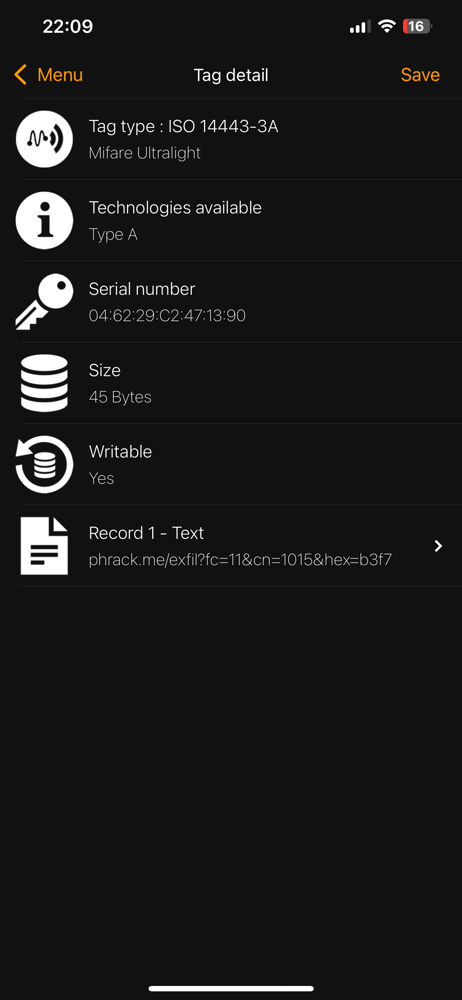 22:09
16
Menu
Tag detail
Save
Tag type : ISO 14443-3A
Mifare Ultralight
Technologies available
Type A
Serial number
04:62:29:C2:47:13:90
Size
45 Bytes
Writable
Yes
Record 1 - Text
phrack.me/exfil?fc=11&cn=1015&hex=b3f7